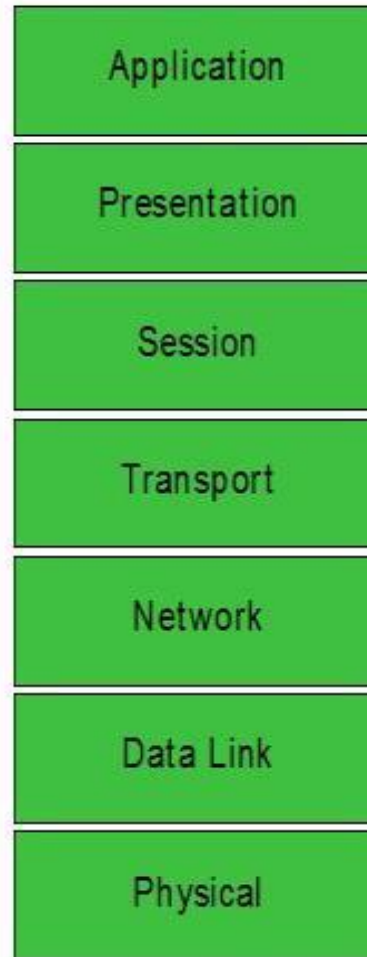 Application
Presentation
Session
Transport
Network
Data Link
Physical